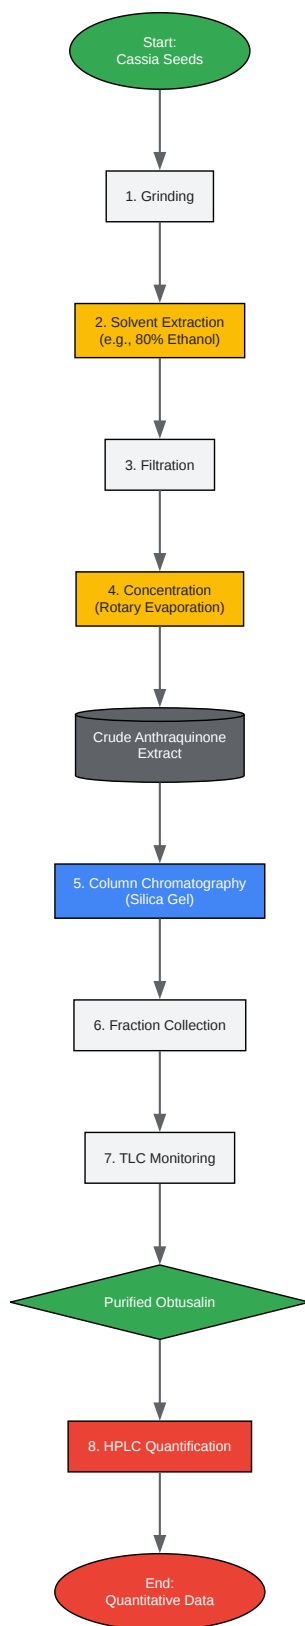 Start:
Cassia Seeds
1. Grinding
2. Solvent Extraction
(e.g., 80% Ethanol)
3. Filtration
4. Concentration
(Rotary Evaporation)
Crude Anthraquinone
Extract
5. Column Chromatography
(Silica Gel)
6. Fraction Collection
7. TLC Monitoring
Purified Obtusalin
8. HPLC Quantification
End:
Quantitative Data